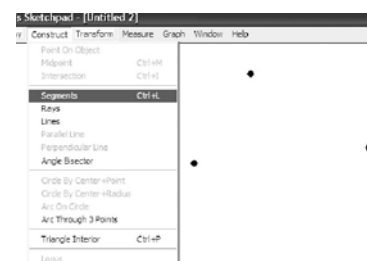 s Sketchpad - [Untitled 2]
y Construct Transform Measure Graph Window Help
Point On Object
Midpoint Ctrl+M
Intersection Ctrl+I
Segments Ctrl+L
Rays
Lines
Parallel Line
Perpendicular Line
Angle Bisector
Circle By Center+Point
Circle By Center+Radius
Arc On Circle
Arc Through 3 Points
Triangle Interior Ctrl+P
Locus